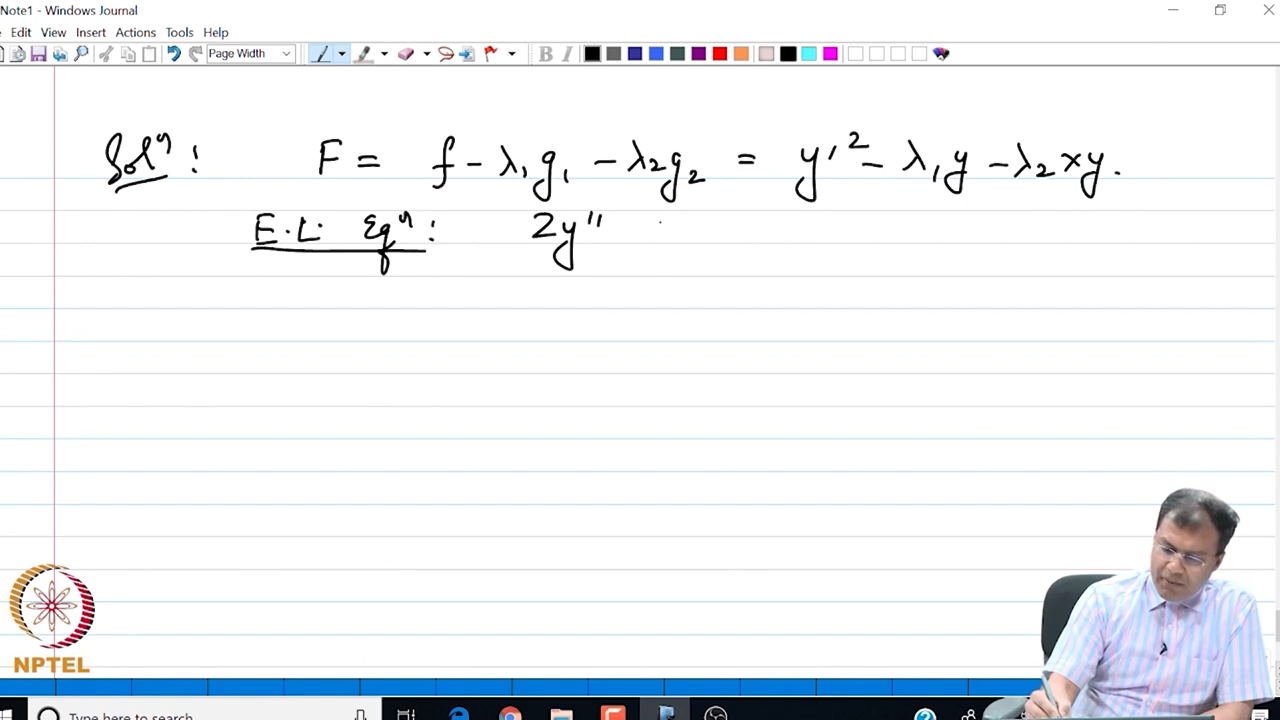 Note1 - Windows Journal
Edit View Insert Actions Tools Help
Page Width
B I
Solⁿ : F = f - λ₁g₁ - λ₂g₂ = y'² - λ₁y - λ₂xy.
E.L. Eqⁿ : 2y''
NPTEL
Type here to search